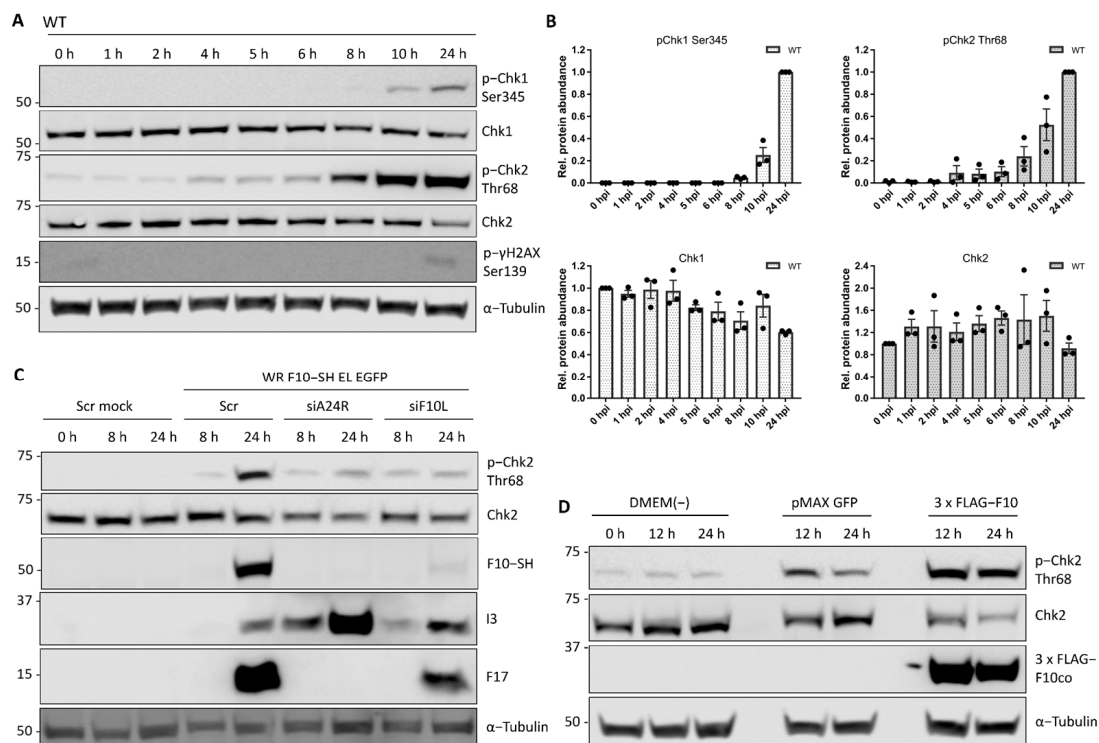 A
WT
0 h 1 h 2 h 4 h 5 h 6 h 8 h 10 h 24 h
p–Chk1
Ser345
50
Chk1
50
75
p–Chk2
Thr68
75
Chk2
p–γH2AX
Ser139
15
α–Tubulin
50
B
pChk1 Ser345
WT
Rel. protein abundance
1.2
1.0
0.8
0.6
0.4
0.2
0.0
0 hpi 1 hpi 2 hpi 4 hpi 5 hpi 6 hpi 8 hpi 10 hpi 24 hpi
pChk2 Thr68
WT
Rel. protein abundance
1.2
1.0
0.8
0.6
0.4
0.2
0.0
0 hpi 1 hpi 2 hpi 4 hpi 5 hpi 6 hpi 8 hpi 10 hpi 24 hpi
Chk1
WT
Rel. protein abundance
1.2
1.0
0.8
0.6
0.4
0.2
0.0
0 hpi 1 hpi 2 hpi 4 hpi 5 hpi 6 hpi 8 hpi 10 hpi 24 hpi
Chk2
WT
Rel. protein abundance
2.4
2.1
1.8
1.5
1.2
0.9
0.6
0.3
0.0
0 hpi 1 hpi 2 hpi 4 hpi 5 hpi 6 hpi 8 hpi 10 hpi 24 hpi
C
WR F10–SH EL EGFP
Scr mock Scr siA24R siF10L
0 h 8 h 24 h 8 h 24 h 8 h 24 h 8 h 24 h
75
p–Chk2
Thr68
75
Chk2
50
F10–SH
37
I3
15
F17
50
α–Tubulin
D
DMEM(–) pMAX GFP 3 x FLAG–F10
0 h 12 h 24 h 12 h 24 h 12 h 24 h
75
p–Chk2
Thr68
75
Chk2
37
3 x FLAG–
F10co
50
α–Tubulin